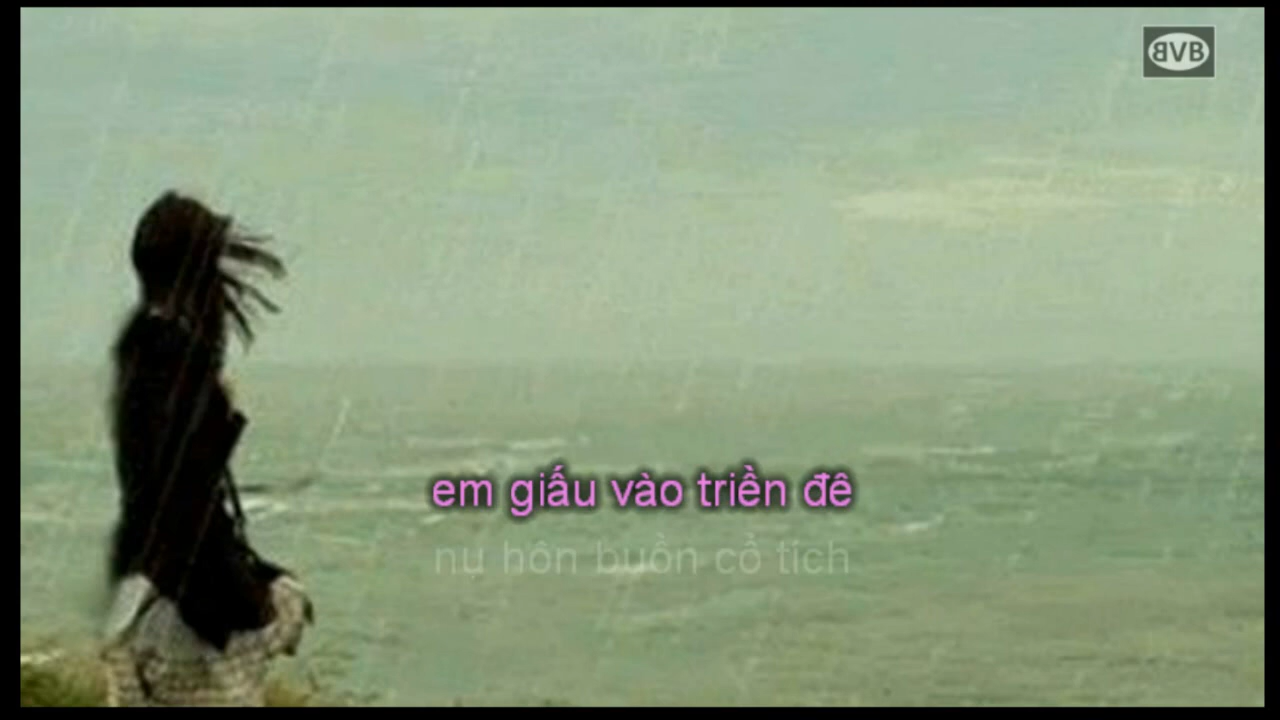 BVB
em giấu vào triền đê
nụ hôn buồn cổ tích